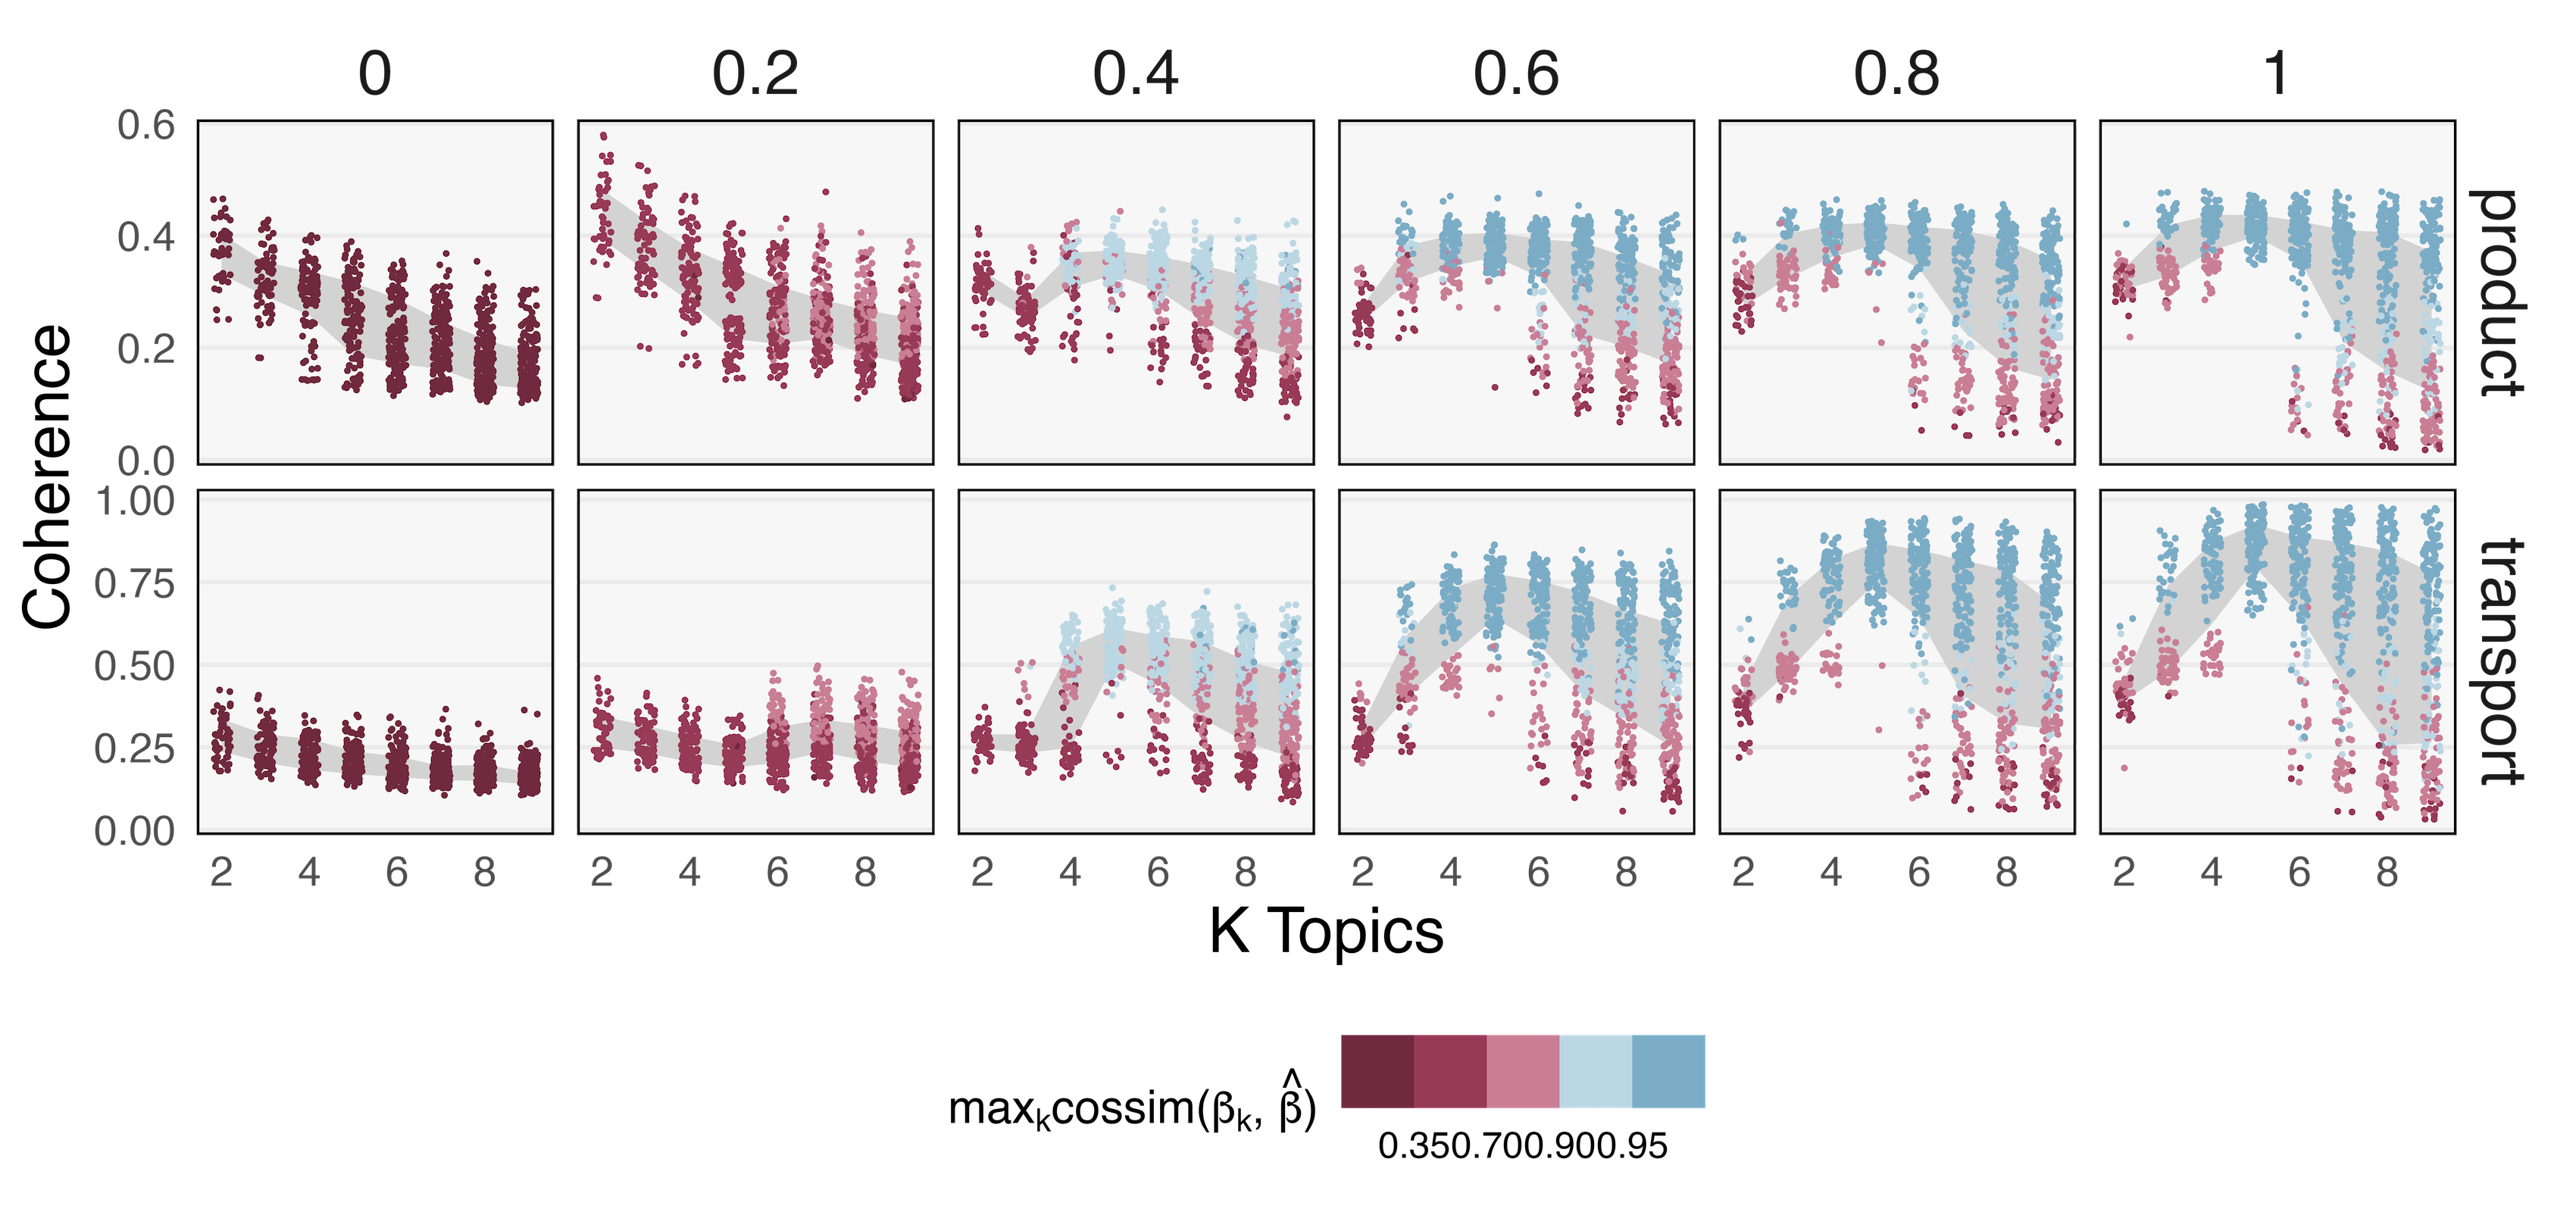 0 0.2 0.4 0.6 0.8 1
0.6
0.4
0.2
0.0
product
Coherence
1.00
0.75
0.50
0.25
0.00
transport
2 4 6 8 2 4 6 8 2 4 6 8 2 4 6 8 2 4 6 8 2 4 6 8
K Topics
maxₖcossim(βₖ, β̂)
0.350.700.900.95